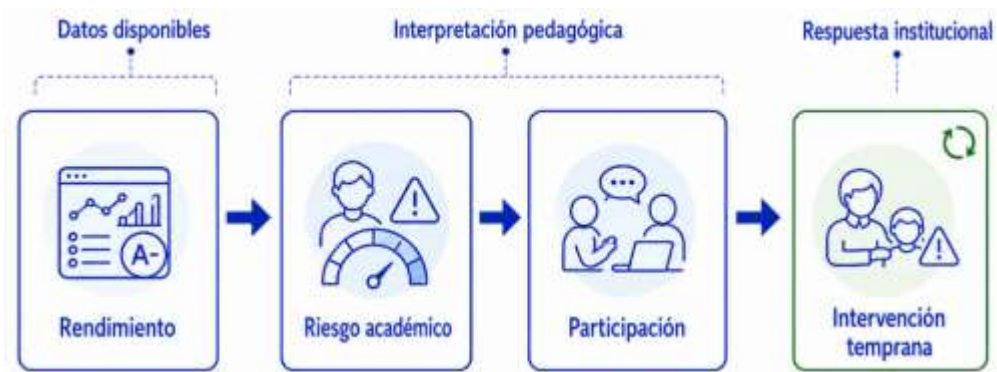 Datos disponibles
Interpretación pedagógica
Respuesta institucional
A-
Rendimiento
Riesgo académico
Participación
Intervención
temprana